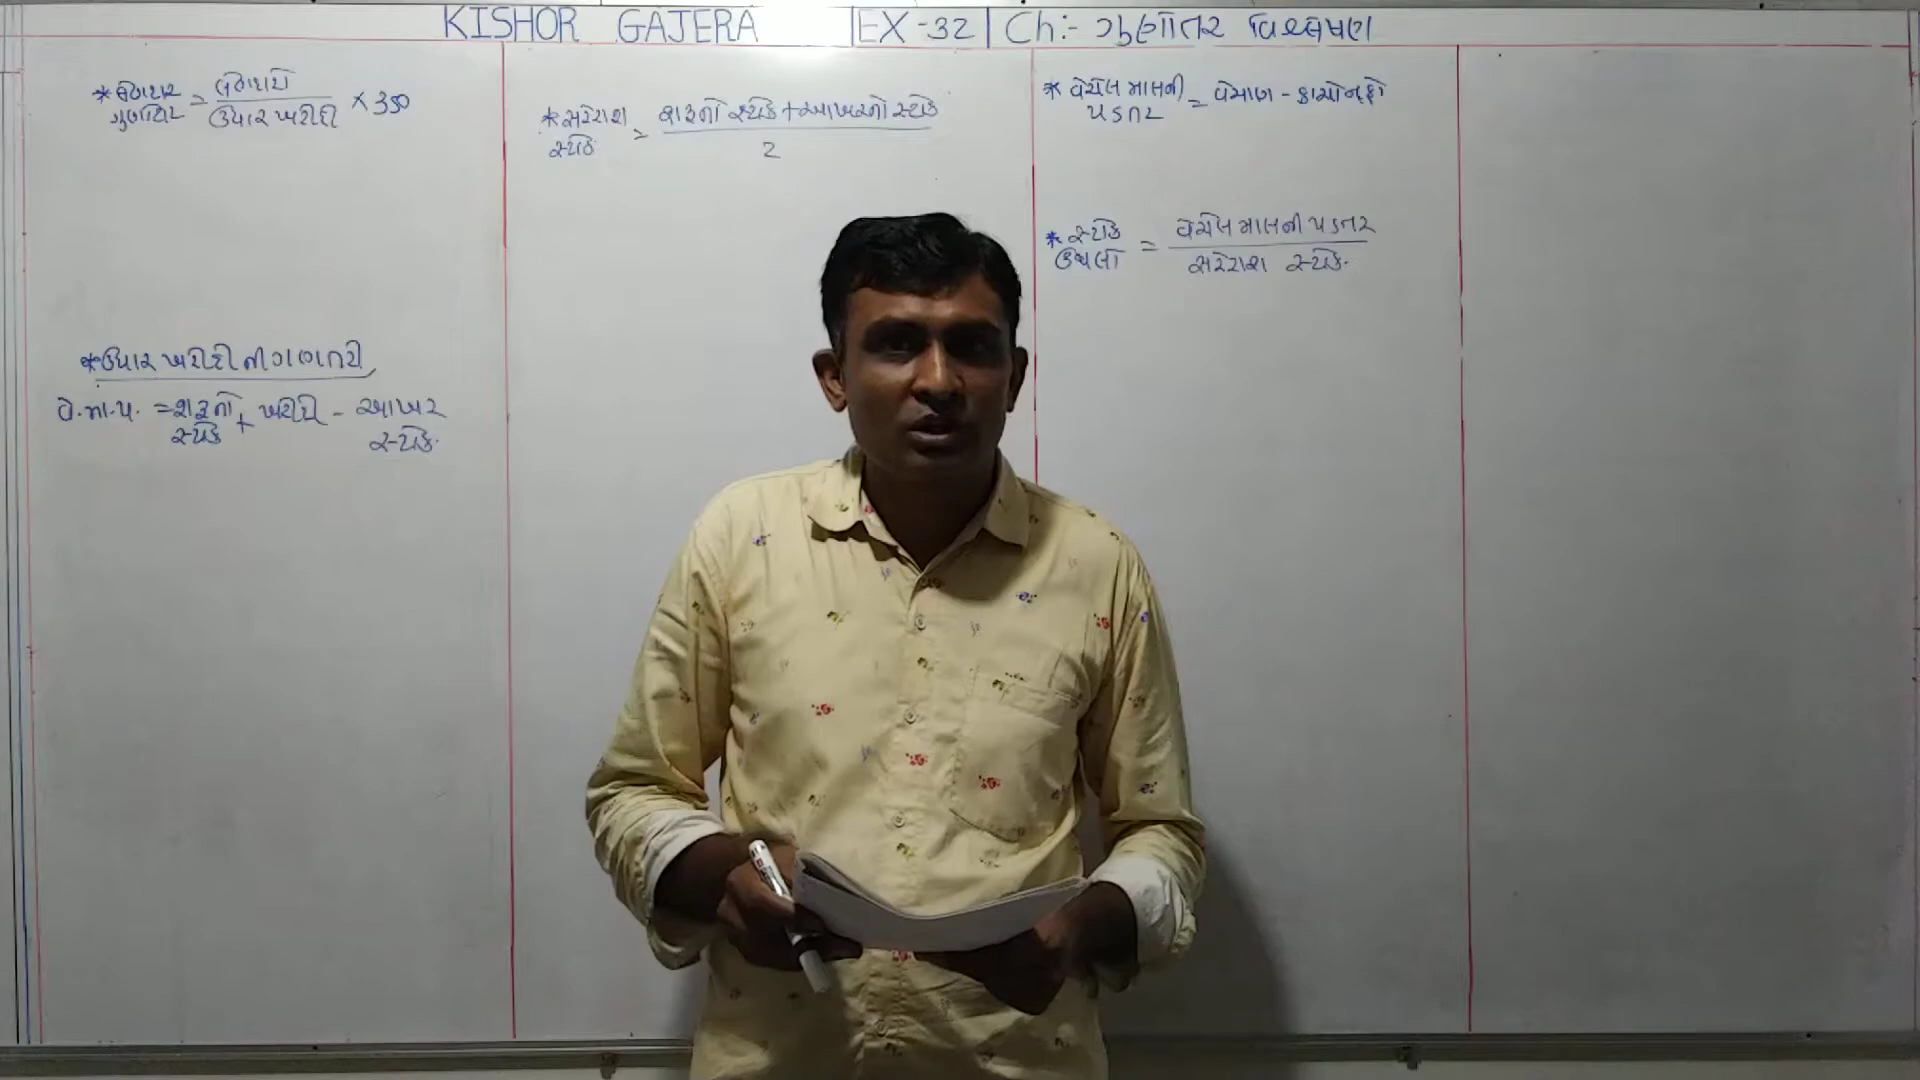 KISHOR GAJERA | EX-32 | Ch:- ગુણોત્તર વિશ્લેષણ
ગુણોત્તર = લેણદારો / ઉધાર ખરીદી × 360
* સરેરાશ સ્ટોક = શરૂનો સ્ટોક + આખરનો સ્ટોક / 2
* વેચેલ માલની પડતર = વેચાણ - કાચો નફો
* સ્ટોક ઉથલો = વેચેલ માલની પડતર / સરેરાશ સ્ટોક.
* ઉધાર ખરીદી ની ગણતરી
વે.મા.પ. = શરૂનો સ્ટોક + ખરીદી - આખર સ્ટોક.